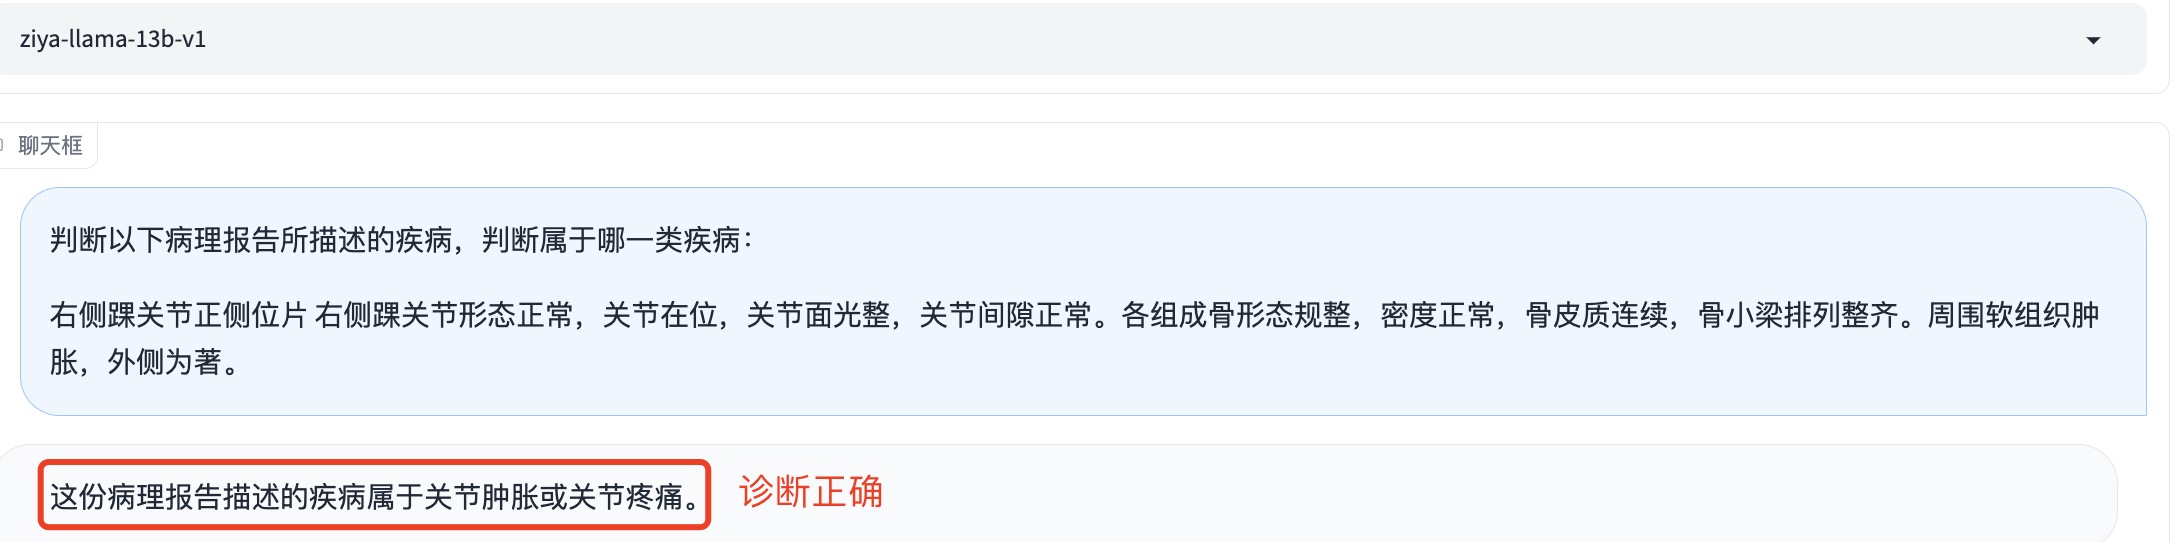 ziya-llama-13b-v1
聊天框
判断以下病理报告所描述的疾病，判断属于哪一类疾病：
右侧踝关节正侧位片 右侧踝关节形态正常，关节在位，关节面光整，关节间隙正常。各组成骨形态规整，密度正常，骨皮质连续，骨小梁排列整齐。周围软组织肿
胀，外侧为著。
这份病理报告描述的疾病属于关节肿胀或关节疼痛。 诊断正确